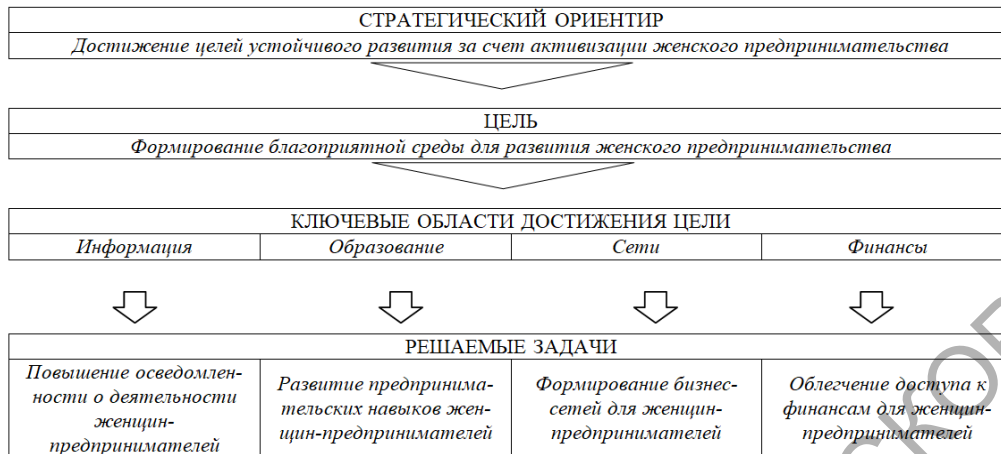 СТРАТЕГИЧЕСКИЙ ОРИЕНТИР
Достижение целей устойчивого развития за счет активизации женского предпринимательства
ЦЕЛЬ
Формирование благоприятной среды для развития женского предпринимательства
КЛЮЧЕВЫЕ ОБЛАСТИ ДОСТИЖЕНИЯ ЦЕЛИ
Информация
Образование
Сети
Финансы
РЕШАЕМЫЕ ЗАДАЧИ
Повышение осведомлен-
ности о деятельности
женщин-
предпринимателей
Развитие предпринима-
тельских навыков жен-
щин-предпринимателей
Формирование бизнес-
сетей для женщин-
предпринимателей
Облегчение доступа к
финансам для женщин-
предпринимателей